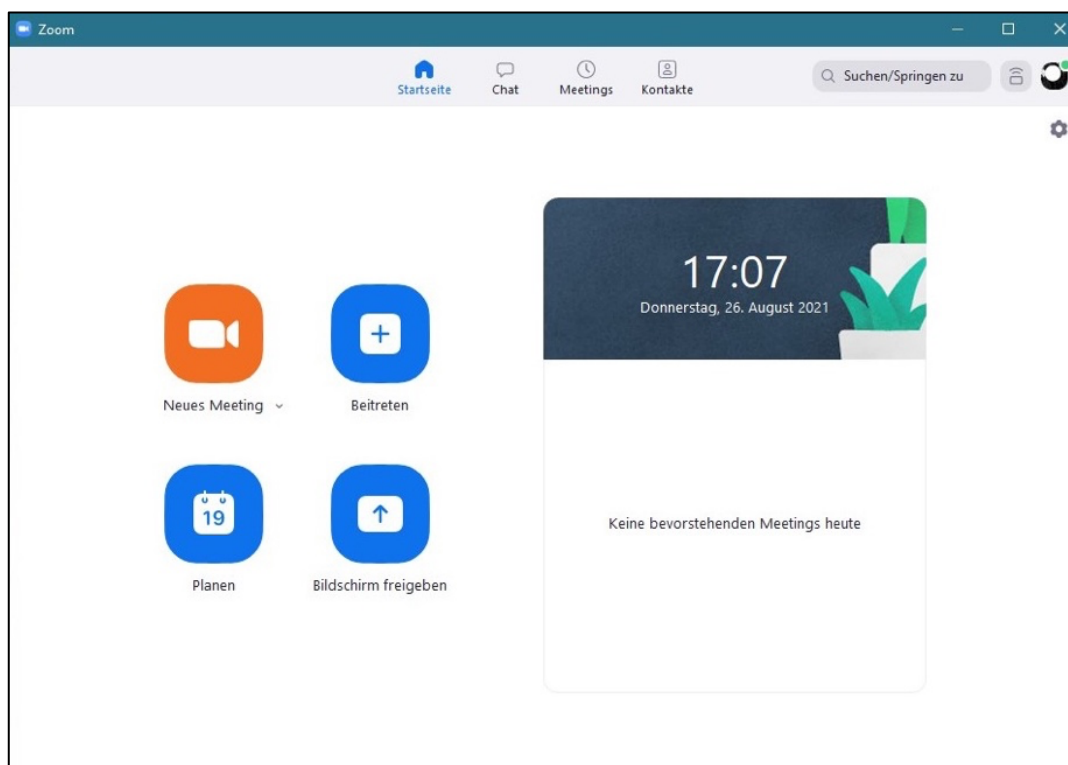 Zoom
Startseite
Chat
Meetings
Kontakte
Suchen/Springen zu
17:07
Donnerstag, 26. August 2021
Neues Meeting
Beitreten
19
Planen
Bildschirm freigeben
Keine bevorstehenden Meetings heute